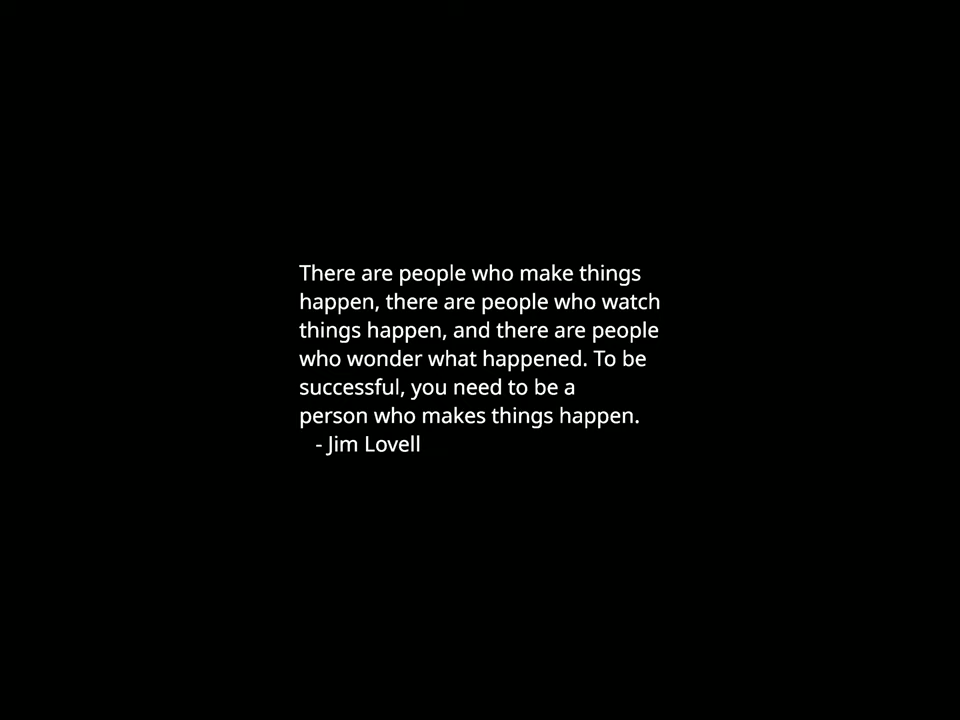 There are people who make things
happen, there are people who watch
things happen, and there are people
who wonder what happened. To be
successful, you need to be a
person who makes things happen.
- Jim Lovell